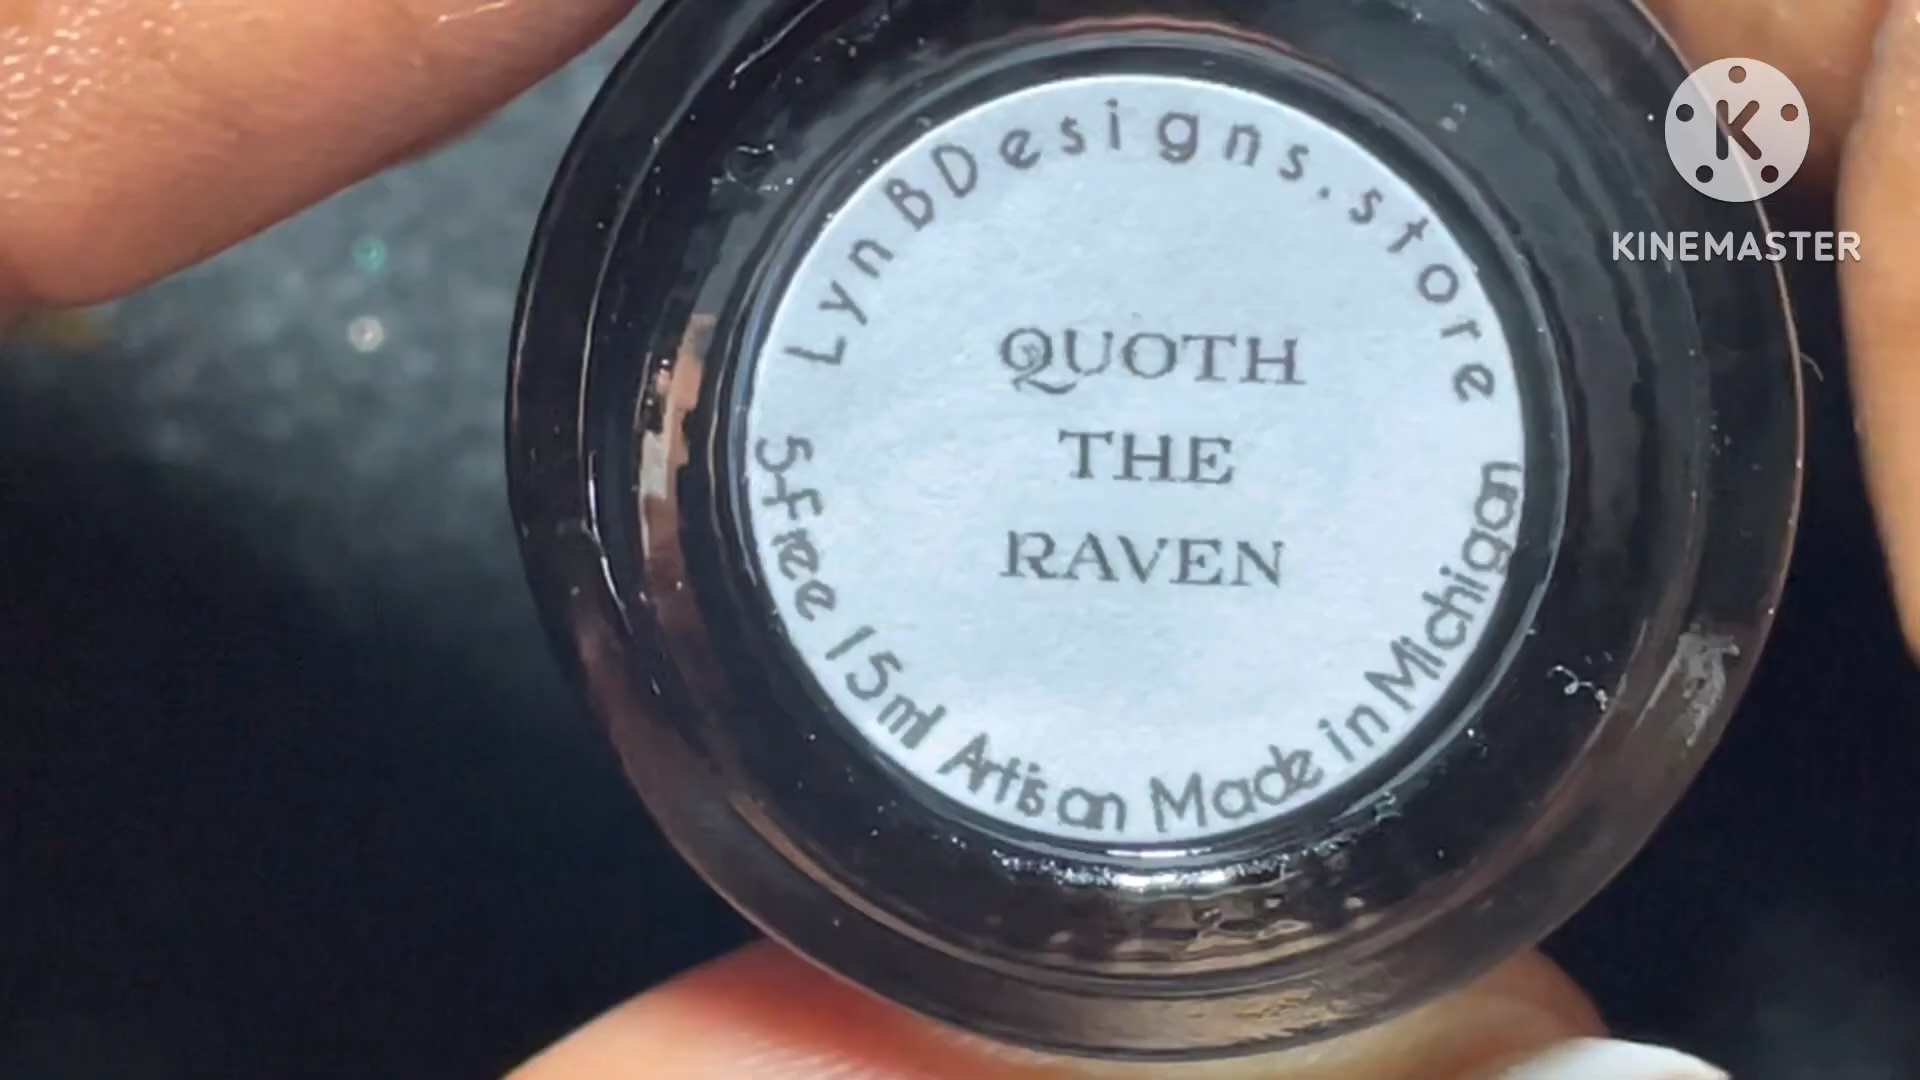 LynBDesigns.store
QUOTH
THE
RAVEN
5-Free 15ml Artisan Made in Michigan
K
KINEMASTER